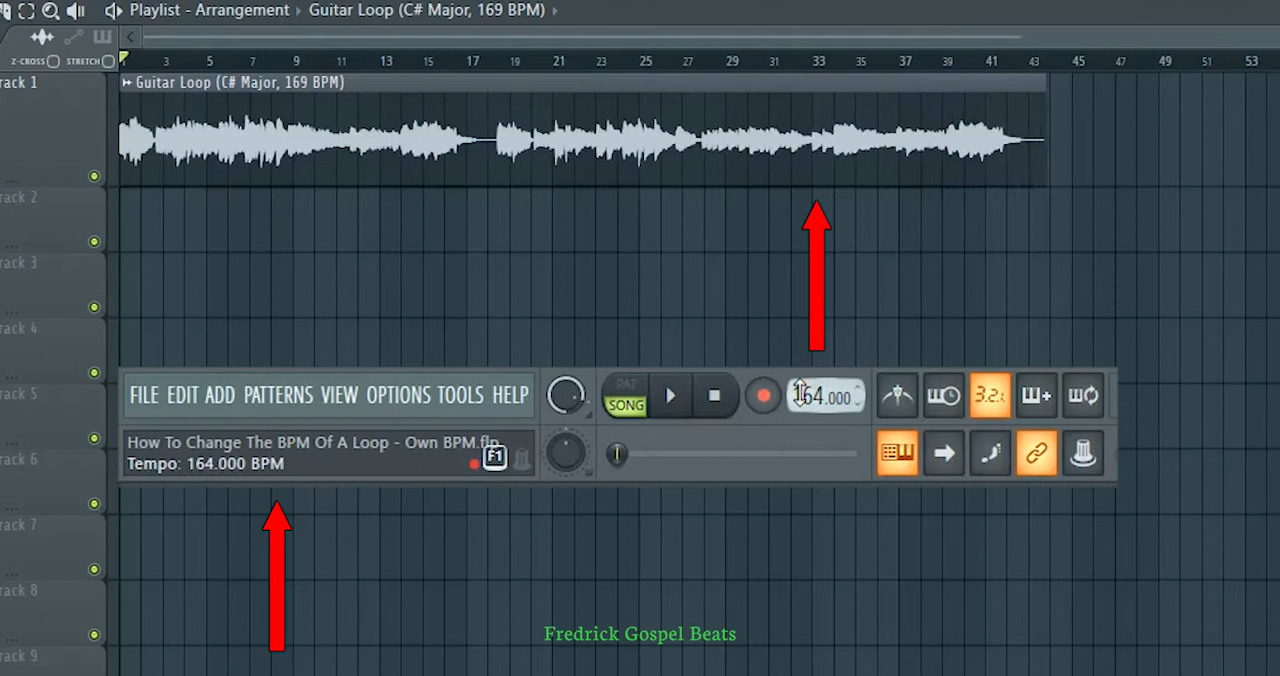 Playlist - Arrangement › Guitar Loop (C# Major, 169 BPM) ›
Z-CROSS STRETCH
1 3 5 7 9 11 13 15 17 19 21 23 25 27 29 31 33 35 37 39 41 43 45 47 49 51 53
rack 1
Guitar Loop (C# Major, 169 BPM)
rack 2
rack 3
rack 4
rack 5
FILE EDIT ADD PATTERNS VIEW OPTIONS TOOLS HELP
PAT
SONG
164.000
3.2.
rack 6
How To Change The BPM Of A Loop - Own BPM.flp
Tempo: 164.000 BPM
F1
rack 7
rack 8
Fredrick Gospel Beats
rack 9